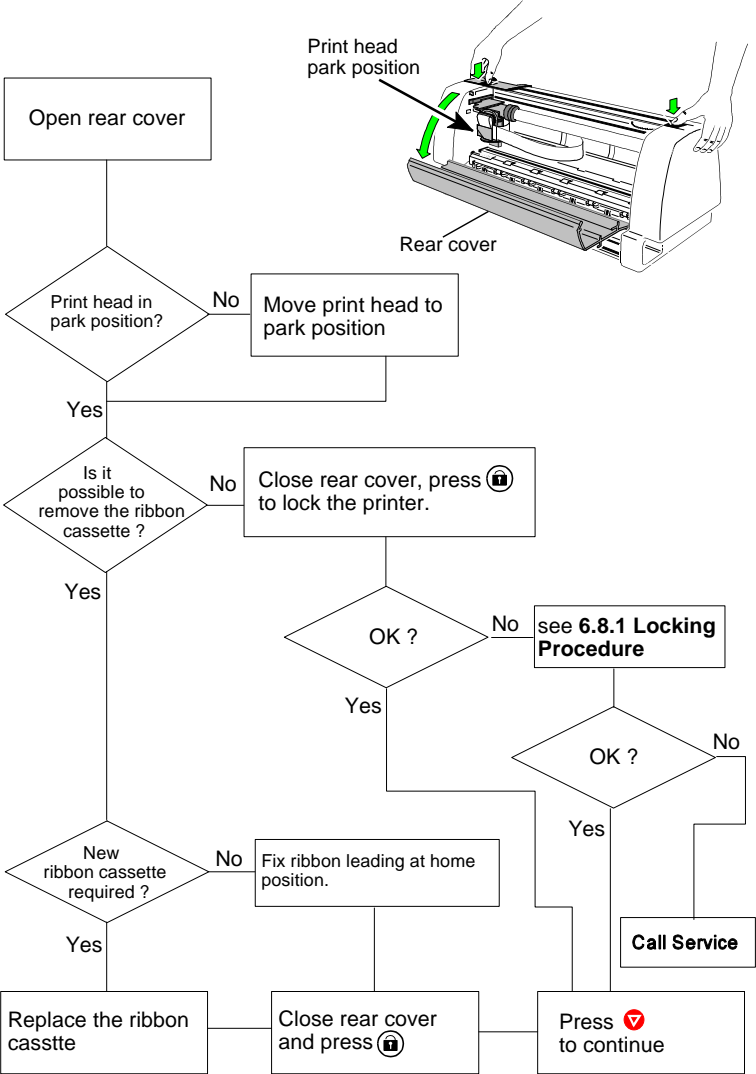 Print head
park position
Open rear cover
Rear cover
Print head in
park position?
No
Move print head to
park position
Yes
Is it
possible to
remove the ribbon
cassette ?
No
Close rear cover, press
to lock the printer.
Yes
OK ?
No
see 6.8.1 Locking
Procedure
Yes
OK ?
No
Yes
New
ribbon cassette
required ?
No
Fix ribbon leading at home
position.
Yes
Call Service
Replace the ribbon
casstte
Close rear cover
and press
Press
to continue